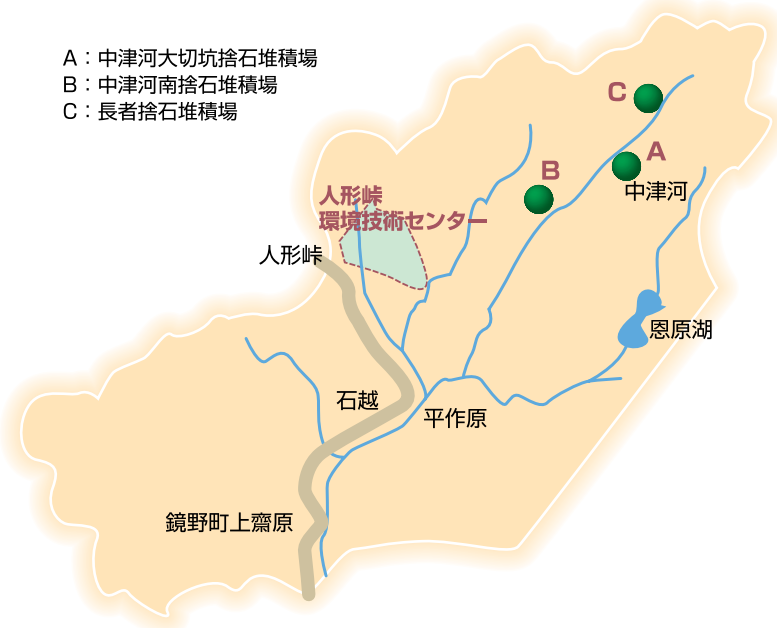 A：中津河大切坑捨石堆積場
B：中津河南捨石堆積場
C：長者捨石堆積場
C
A
B
中津河
人形峠
環境技術センター
人形峠
恩原湖
石越
平作原
鏡野町上齋原